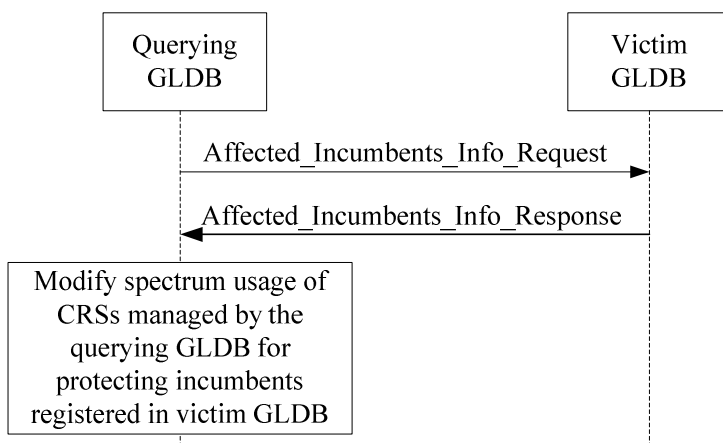 Querying
GLDB
Victim
GLDB
Affected_Incumbents_Info_Request
Affected_Incumbents_Info_Response
Modify spectrum usage of
CRSs managed by the
querying GLDB for
protecting incumbents
registered in victim GLDB